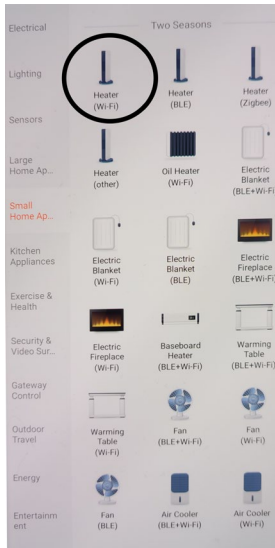 Electrical
Two Seasons
Lighting
Heater
(Wi-Fi)
Heater
(BLE)
Heater
(Zigbee)
Sensors
Large
Home Ap...
Heater
(other)
Oil Heater
(Wi-Fi)
Electric
Blanket
(BLE+Wi-Fi
Small
Home Ap...
Kitchen
Appliances
Electric
Blanket
(Wi-Fi)
Electric
Blanket
(BLE)
Electric
Fireplace
(BLE+Wi-Fi
Exercise &
Health
Security &
Video Sur...
Electric
Fireplace
(Wi-Fi)
Baseboard
Heater
(BLE+Wi-Fi)
Warming
Table
(BLE+Wi-Fi)
Gateway
Control
Outdoor
Travel
Warming
Table
(Wi-Fi)
Fan
(BLE+Wi-Fi)
Fan
(Wi-Fi)
Energy
Entertainm
ent
Fan
(BLE)
Air Cooler
(BLE+Wi-Fi)
Air Cooler
(Wi-Fi)